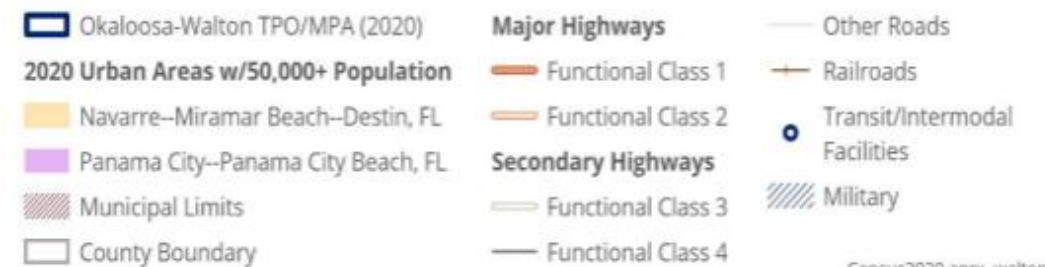 Okaloosa-Walton TPO/MPA (2020)
2020 Urban Areas w/50,000+ Population
Navarre--Miramar Beach--Destin, FL
Panama City--Panama City Beach, FL
Municipal Limits
County Boundary
Major Highways
Functional Class 1
Functional Class 2
Secondary Highways
Functional Class 3
Functional Class 4
Other Roads
Railroads
Transit/Intermodal
Facilities
Military